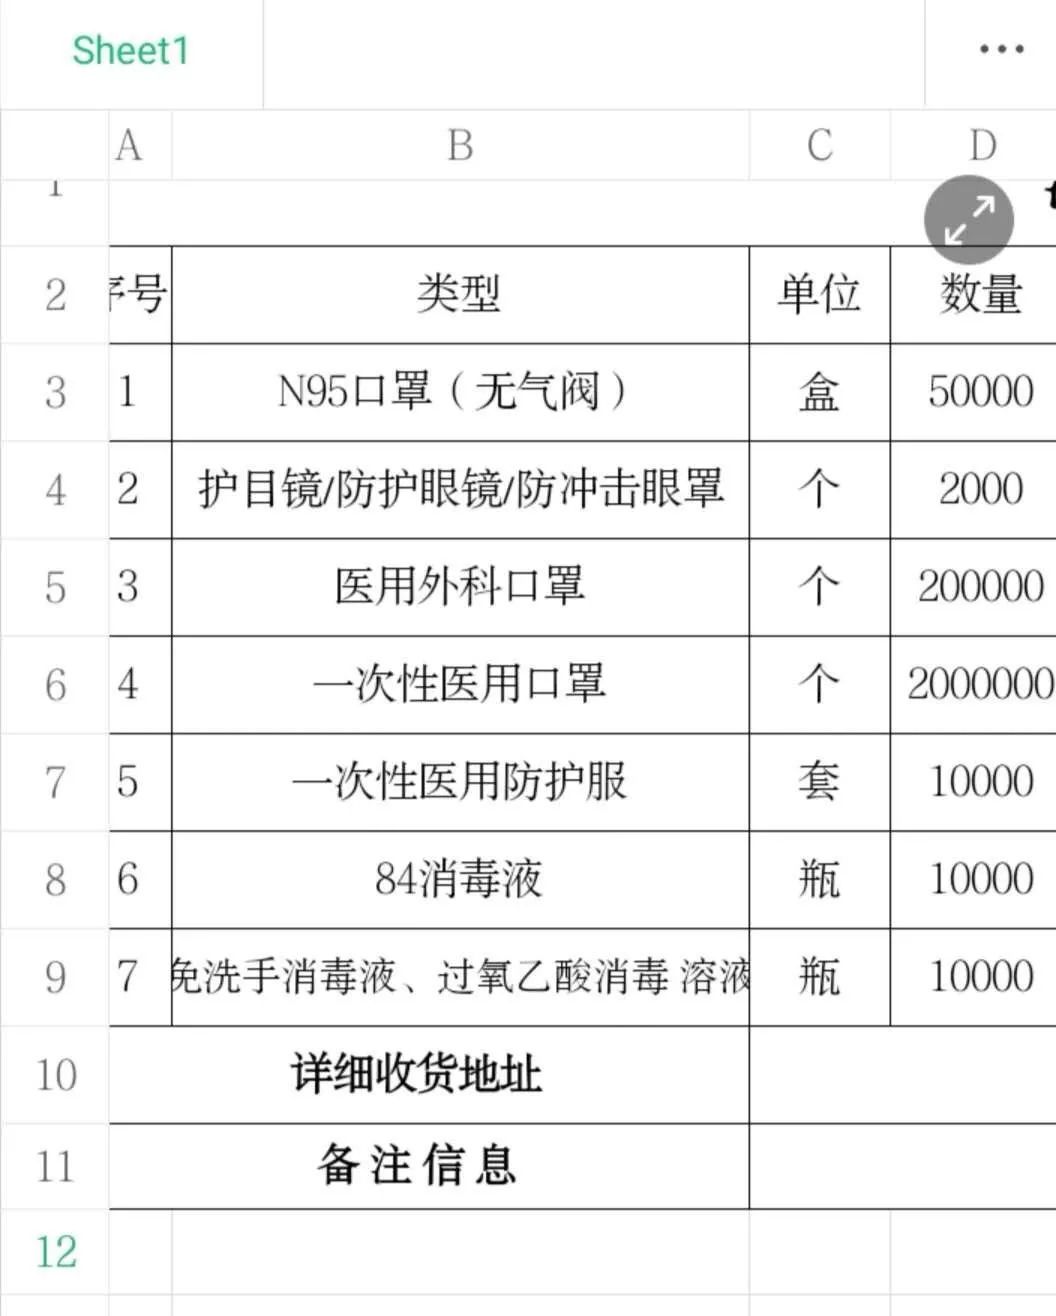 Sheet1
A B C D
1
2 序号 类型 单位 数量
3 1 N95口罩（无气阀） 盒 50000
4 2 护目镜/防护眼镜/防冲击眼罩 个 2000
5 3 医用外科口罩 个 200000
6 4 一次性医用口罩 个 2000000
7 5 一次性医用防护服 套 10000
8 6 84消毒液 瓶 10000
9 7 免洗手消毒液、过氧乙酸消毒 溶液 瓶 10000
10 详细收货地址
11 备注信息
12